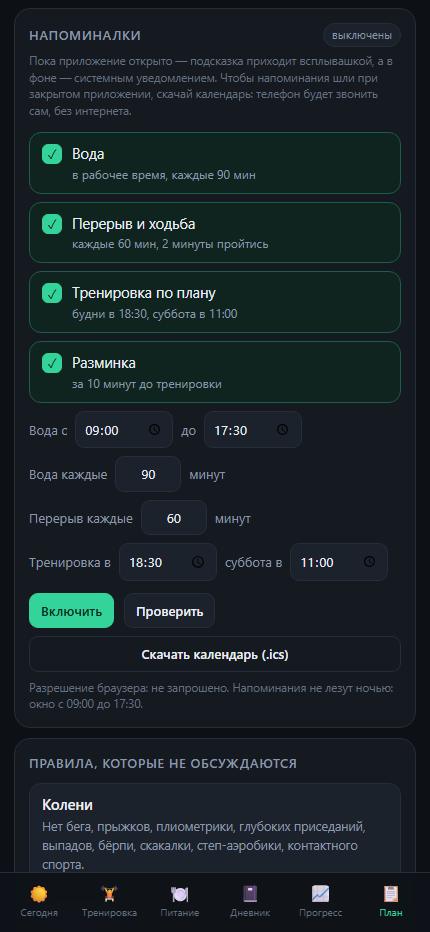 НАПОМИНАЛКИ
выключены
Пока приложение открыто — подсказка приходит всплывашкой, а в
фоне — системным уведомлением. Чтобы напоминания шли при
закрытом приложении, скачай календарь: телефон будет звонить
сам, без интернета.
Вода
в рабочее время, каждые 90 мин
Перерыв и ходьба
каждые 60 мин, 2 минуты пройтись
Тренировка по плану
будни в 18:30, суббота в 11:00
Разминка
за 10 минут до тренировки
Вода с 09:00 до 17:30
Вода каждые 90 минут
Перерыв каждые 60 минут
Тренировка в 18:30 суббота в 11:00
Включить Проверить
Скачать календарь (.ics)
Разрешение браузера: не запрошено. Напоминания не лезут ночью:
окно с 09:00 до 17:30.
ПРАВИЛА, КОТОРЫЕ НЕ ОБСУЖДАЮТСЯ
Колени
Нет бега, прыжков, плиометрики, глубоких приседаний,
выпадов, бёрпи, скакалки, степ-аэробики, контактного
спорта.
Сегодня Тренировка Питание Дневник Прогресс План